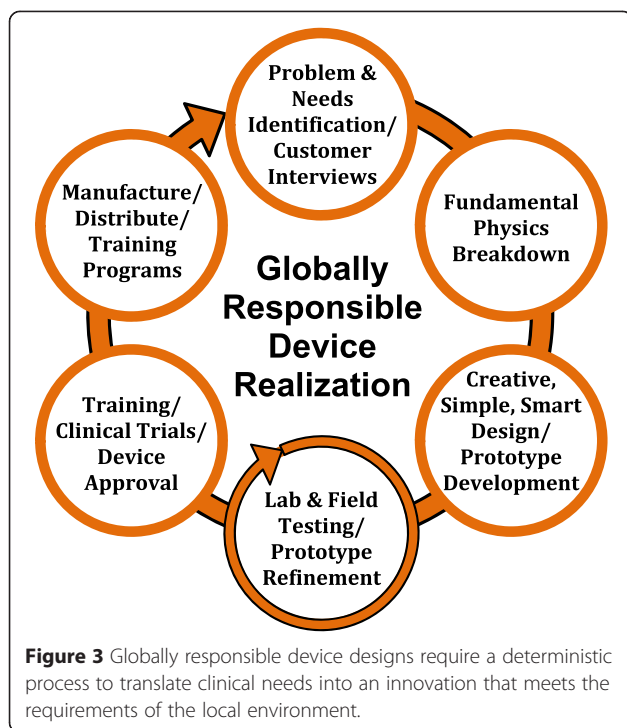 Problem &
Needs
Identification/
Customer
Interviews
Fundamental
Physics
Breakdown
Creative,
Simple, Smart
Design/
Prototype
Development
Lab & Field
Testing/
Prototype
Refinement
Training/
Clinical Trials/
Device
Approval
Manufacture/
Distribute/
Training
Programs
Globally
Responsible
Device
Realization
Figure 3 Globally responsible device designs require a deterministic
process to translate clinical needs into an innovation that meets the
requirements of the local environment.